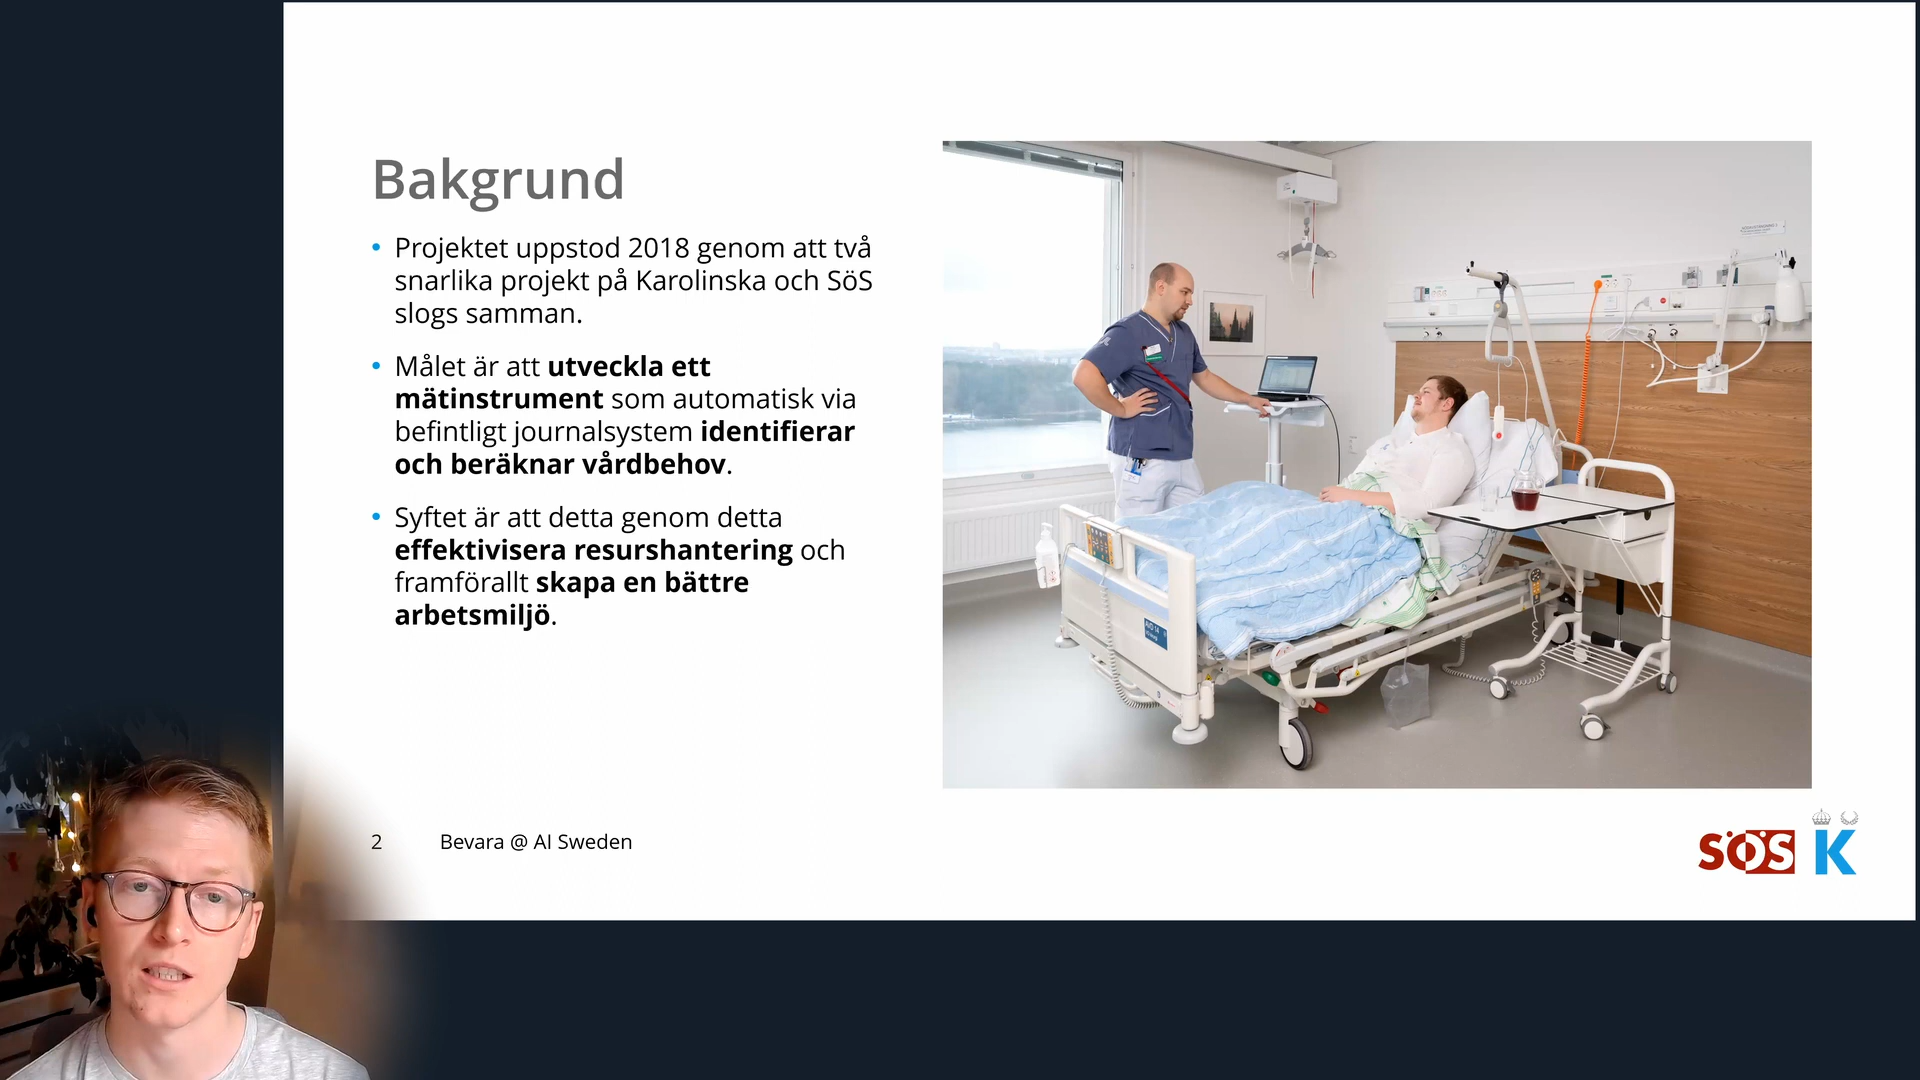 Bakgrund
• Projektet uppstod 2018 genom att två
snarlika projekt på Karolinska och SöS
slogs samman.
• Målet är att utveckla ett
mätinstrument som automatisk via
befintligt journalsystem identifierar
och beräknar vårdbehov.
• Syftet är att detta genom detta
effektivisera resurshantering och
framförallt skapa en bättre
arbetsmiljö.
2 Bevara @ AI Sweden
SÖS K